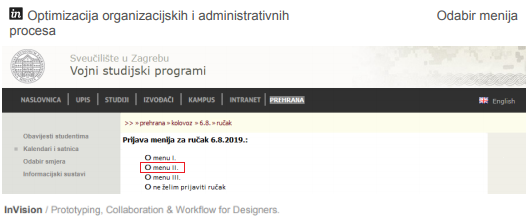 in Optimizacija organizacijskih i administrativnih Odabir menija
procesa
Sveučilište u Zagrebu
Vojni studijski programi
NASLOVNICA | UPIS | STUDIJI | IZVOĐAČI | KAMPUS | INTRANET | PREHRANA English
>> » prehrana » kolovoz » 6.8. » ručak
Obavijesti studentima
Kalendari i satnica
Odabir smjera
Informacijski sustavi
Prijava menija za ručak 6.8.2019.:
O menu I.
O menu II.
O menu III.
O ne želim prijaviti ručak
InVision / Prototyping, Collaboration & Workflow for Designers.